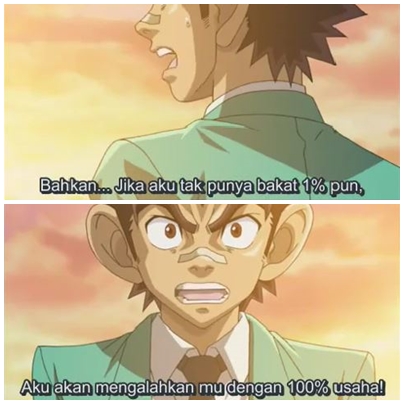 Bahkan... Jika aku tak punya bakat 1% pun,
Aku akan mengalahkan mu dengan 100% usaha!